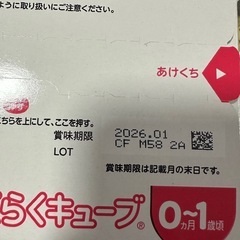 ように取り扱いにご注意ください。
あけくち
ちらを上にして、ここを押す。
賞味期限 2026.01
LOT CF M58 2A
賞味期限は記載月の末日です。
らくキューブ® 0~1歳頃